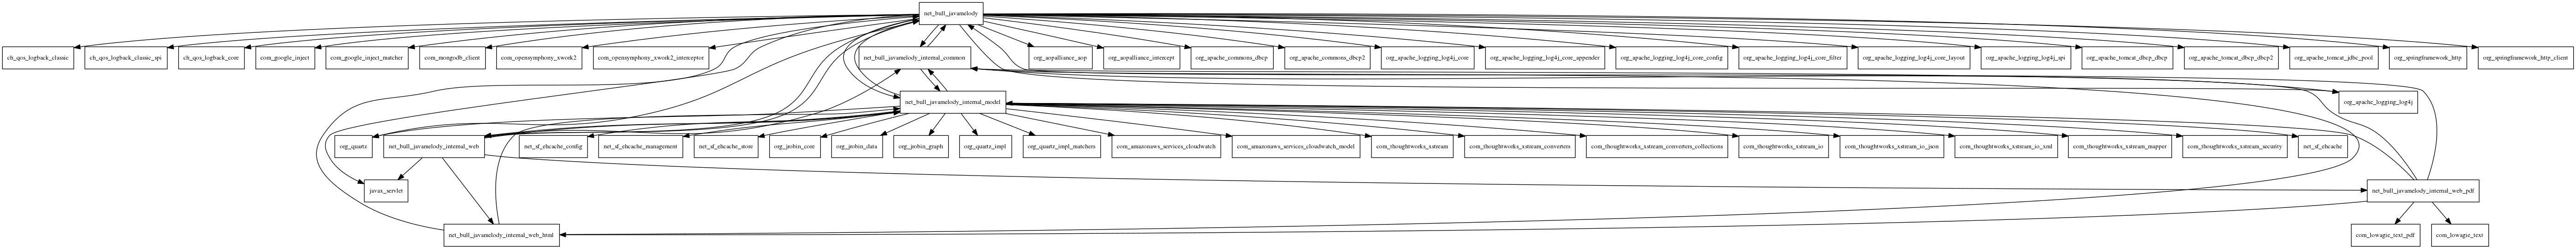 net_bull_javamelody
ch_qos_logback_classic
ch_qos_logback_classic_spi
ch_qos_logback_core
com_google_inject
com_google_inject_matcher
com_mongodb_client
com_opensymphony_xwork2
com_opensymphony_xwork2_interceptor
net_bull_javamelody_internal_common
org_aopalliance_aop
org_aopalliance_intercept
org_apache_commons_dbcp
org_apache_commons_dbcp2
org_apache_logging_log4j_core
org_apache_logging_log4j_core_appender
org_apache_logging_log4j_core_config
org_apache_logging_log4j_core_filter
org_apache_logging_log4j_core_layout
org_apache_logging_log4j_spi
org_apache_tomcat_dbcp_dbcp
org_apache_tomcat_dbcp_dbcp2
org_apache_tomcat_jdbc_pool
org_springframework_http
org_springframework_http_client
net_bull_javamelody_internal_model
org_apache_logging_log4j
org_quartz
net_bull_javamelody_internal_web
net_sf_ehcache_config
net_sf_ehcache_management
net_sf_ehcache_store
org_jrobin_core
org_jrobin_data
org_jrobin_graph
org_quartz_impl
org_quartz_impl_matchers
com_amazonaws_services_cloudwatch
com_amazonaws_services_cloudwatch_model
com_thoughtworks_xstream
com_thoughtworks_xstream_converters
com_thoughtworks_xstream_converters_collections
com_thoughtworks_xstream_io
com_thoughtworks_xstream_io_json
com_thoughtworks_xstream_io_xml
com_thoughtworks_xstream_mapper
com_thoughtworks_xstream_security
net_sf_ehcache
javax_servlet
net_bull_javamelody_internal_web_pdf
net_bull_javamelody_internal_web_html
com_lowagie_text_pdf
com_lowagie_text